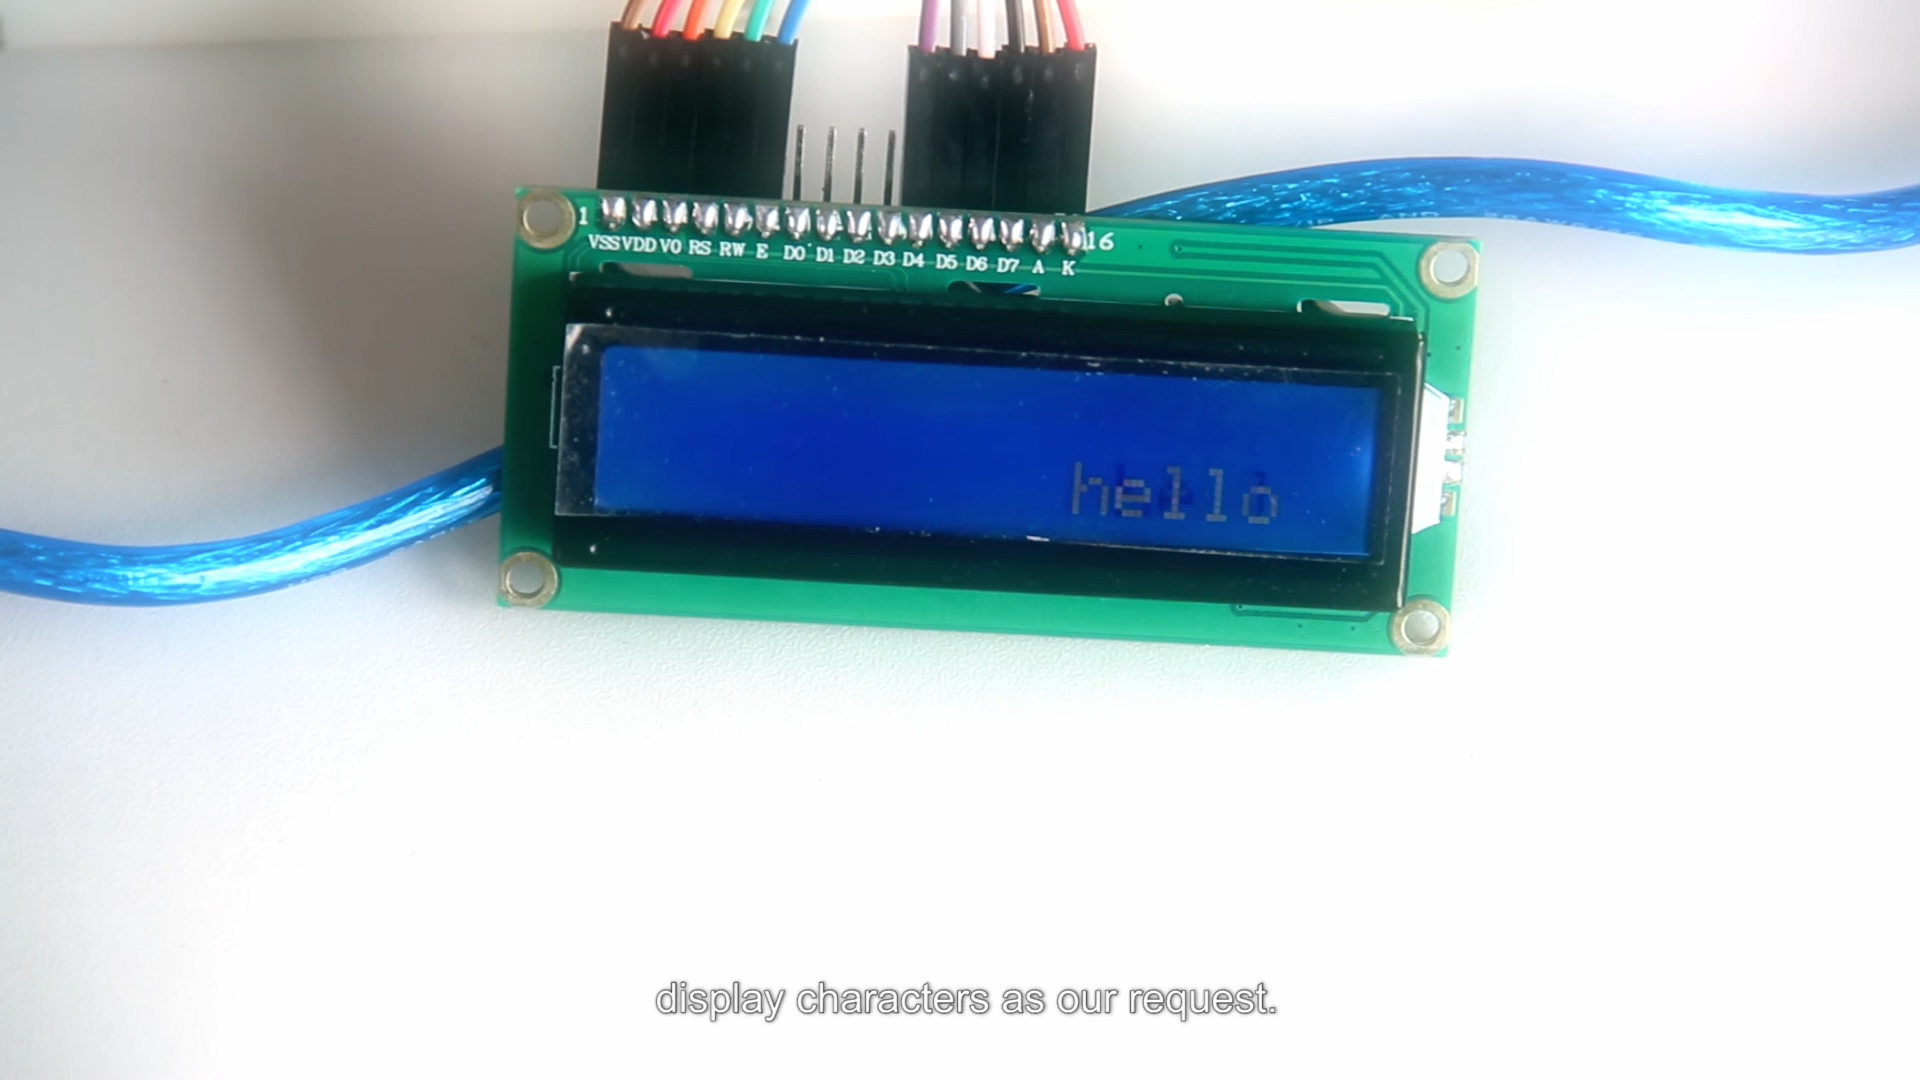 1 16
VSS VDD V0 RS RW E D0 D1 D2 D3 D4 D5 D6 D7 A K
hello
display characters as our request.